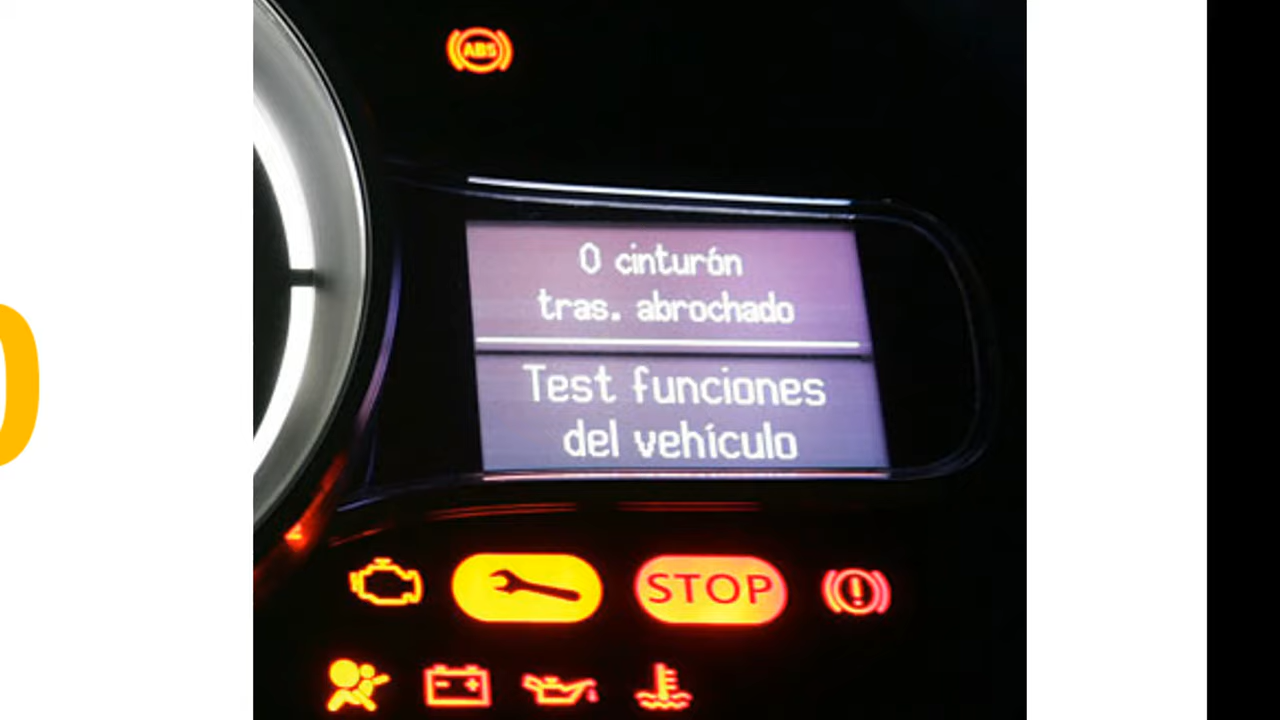 ABS
0 cinturón
tras. abrochado
Test funciones
del vehículo
STOP